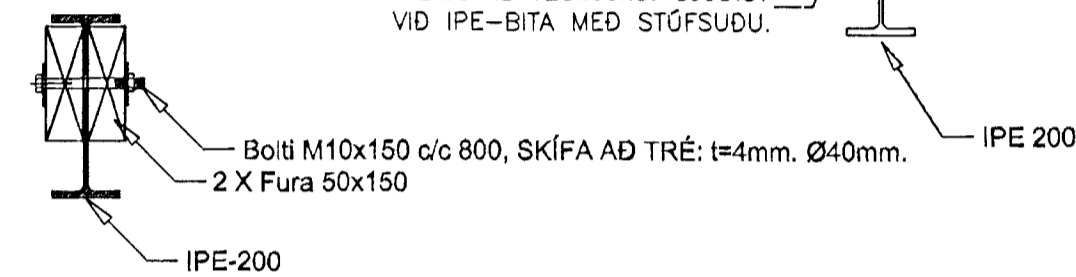 VIÐ IPE-BITA MEÐ STÚFSUÐU.
IPE 200
Bolti M10x150 c/c 800, SKÍFA AÐ TRÉ: t=4mm. Ø40mm.
2 X Fura 50x150
IPE-200